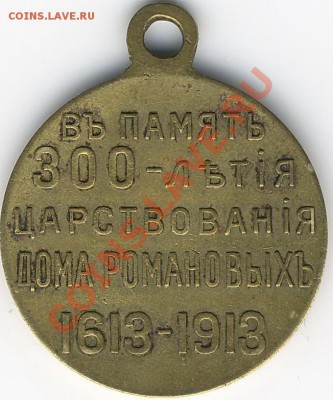 COINS.LAVE.RU
ВЪ ПАМЯТЬ
300-ЛѢТІЯ
ЦАРСТВОВАНІЯ
ДОМА РОМАНОВЫХЪ
1613-1913
COINS.LAVE.RU